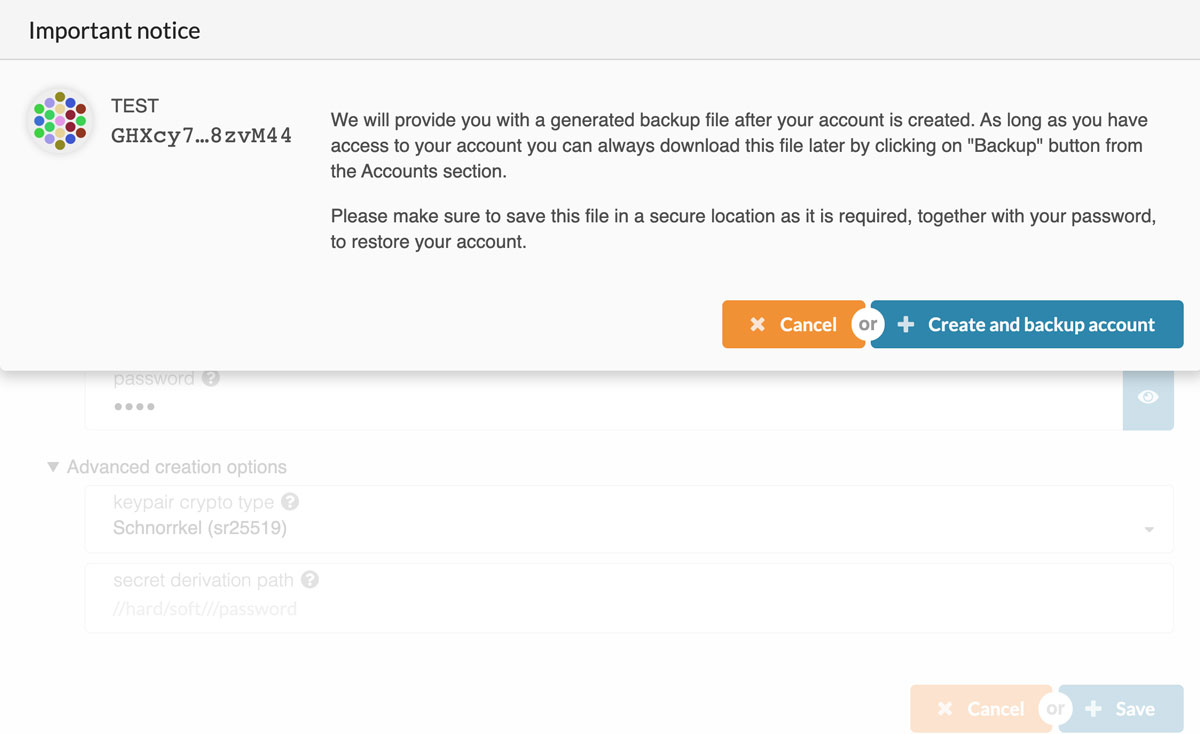 Important notice
TEST
GHXcy7…8zvM44
We will provide you with a generated backup file after your account is created. As long as you have
access to your account you can always download this file later by clicking on "Backup" button from
the Accounts section.
Please make sure to save this file in a secure location as it is required, together with your password,
to restore your account.
Cancel or Create and backup account
password
Advanced creation options
keypair crypto type
Schnorrkel (sr25519)
secret derivation path
//hard/soft///password
Cancel or Save